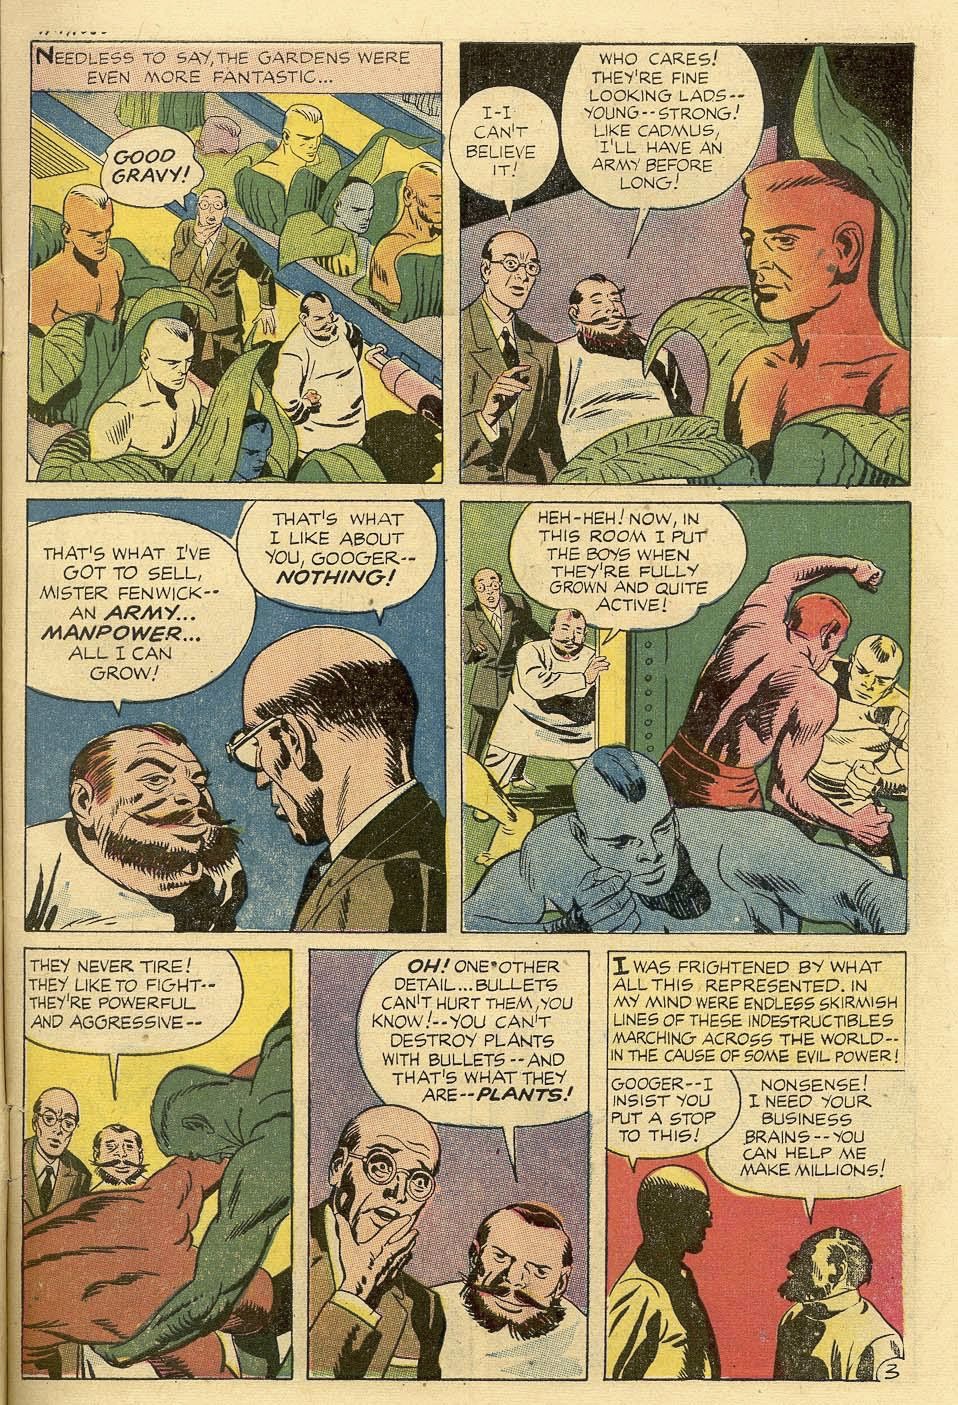 NEEDLESS TO SAY, THE GARDENS WERE
EVEN MORE FANTASTIC...
GOOD
GRAVY!
I-I
CAN'T
BELIEVE
IT!
WHO CARES!
THEY'RE FINE
LOOKING LADS--
YOUNG--STRONG!
LIKE CADMUS,
I'LL HAVE AN
ARMY BEFORE
LONG!
THAT'S WHAT I'VE
GOT TO SELL,
MISTER FENWICK--
AN ARMY...
MANPOWER...
ALL I CAN
GROW!
THAT'S WHAT
I LIKE ABOUT
YOU, GOOGER--
NOTHING!
HEH-HEH! NOW, IN
THIS ROOM I PUT
THE BOYS WHEN
THEY'RE FULLY
GROWN AND QUITE
ACTIVE!
THEY NEVER TIRE!
THEY LIKE TO FIGHT--
THEY'RE POWERFUL
AND AGGRESSIVE--
OH! ONE OTHER
DETAIL... BULLETS
CAN'T HURT THEM, YOU
KNOW!--YOU CAN'T
DESTROY PLANTS
WITH BULLETS--AND
THAT'S WHAT THEY
ARE--PLANTS!
I WAS FRIGHTENED BY WHAT
ALL THIS REPRESENTED. IN
MY MIND WERE ENDLESS SKIRMISH
LINES OF THESE INDESTRUCTIBLES
MARCHING ACROSS THE WORLD--
IN THE CAUSE OF SOME EVIL POWER!
GOOGER--I
INSIST YOU
PUT A STOP
TO THIS!
NONSENSE!
I NEED YOUR
BUSINESS
BRAINS--YOU
CAN HELP ME
MAKE MILLIONS!
3